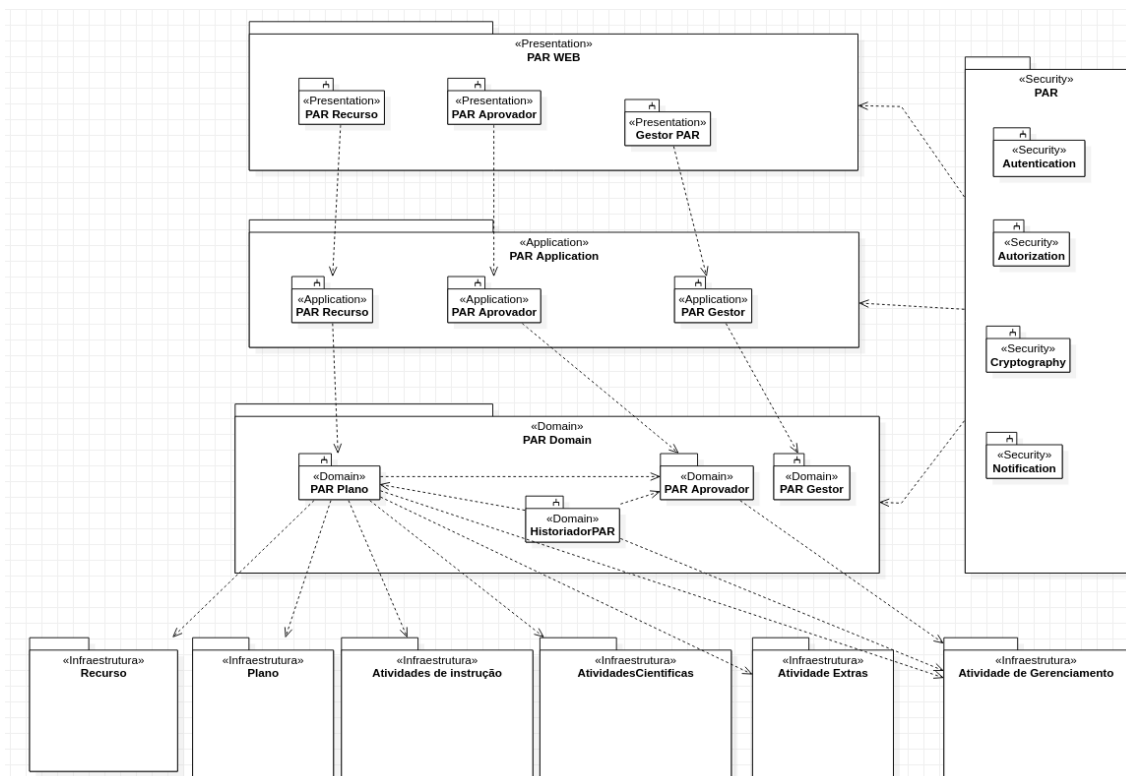 «Presentation»
PAR WEB
«Presentation»
PAR Recurso
«Presentation»
PAR Aprovador
«Presentation»
Gestor PAR
«Security»
PAR
«Security»
Autentication
«Security»
Autorization
«Security»
Cryptography
«Security»
Notification
«Application»
PAR Application
«Application»
PAR Recurso
«Application»
PAR Aprovador
«Application»
PAR Gestor
«Domain»
PAR Domain
«Domain»
PAR Plano
«Domain»
HistoriadorPAR
«Domain»
PAR Aprovador
«Domain»
PAR Gestor
«Infraestrutura»
Recurso
«Infraestrutura»
Plano
«Infraestrutura»
Atividades de instrução
«Infraestrutura»
AtividadesCientificas
«Infraestrutura»
Atividade Extras
«Infraestrutura»
Atividade de Gerenciamento